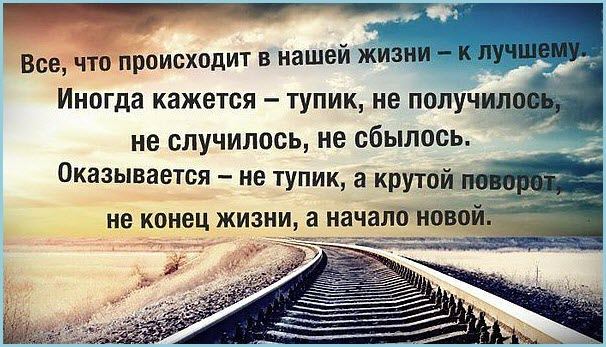 Все, что происходит в нашей жизни – к лучшему.
Иногда кажется – тупик, не получилось,
не случилось, не сбылось.
Оказывается – не тупик, а крутой поворот,
не конец жизни, а начало новой.